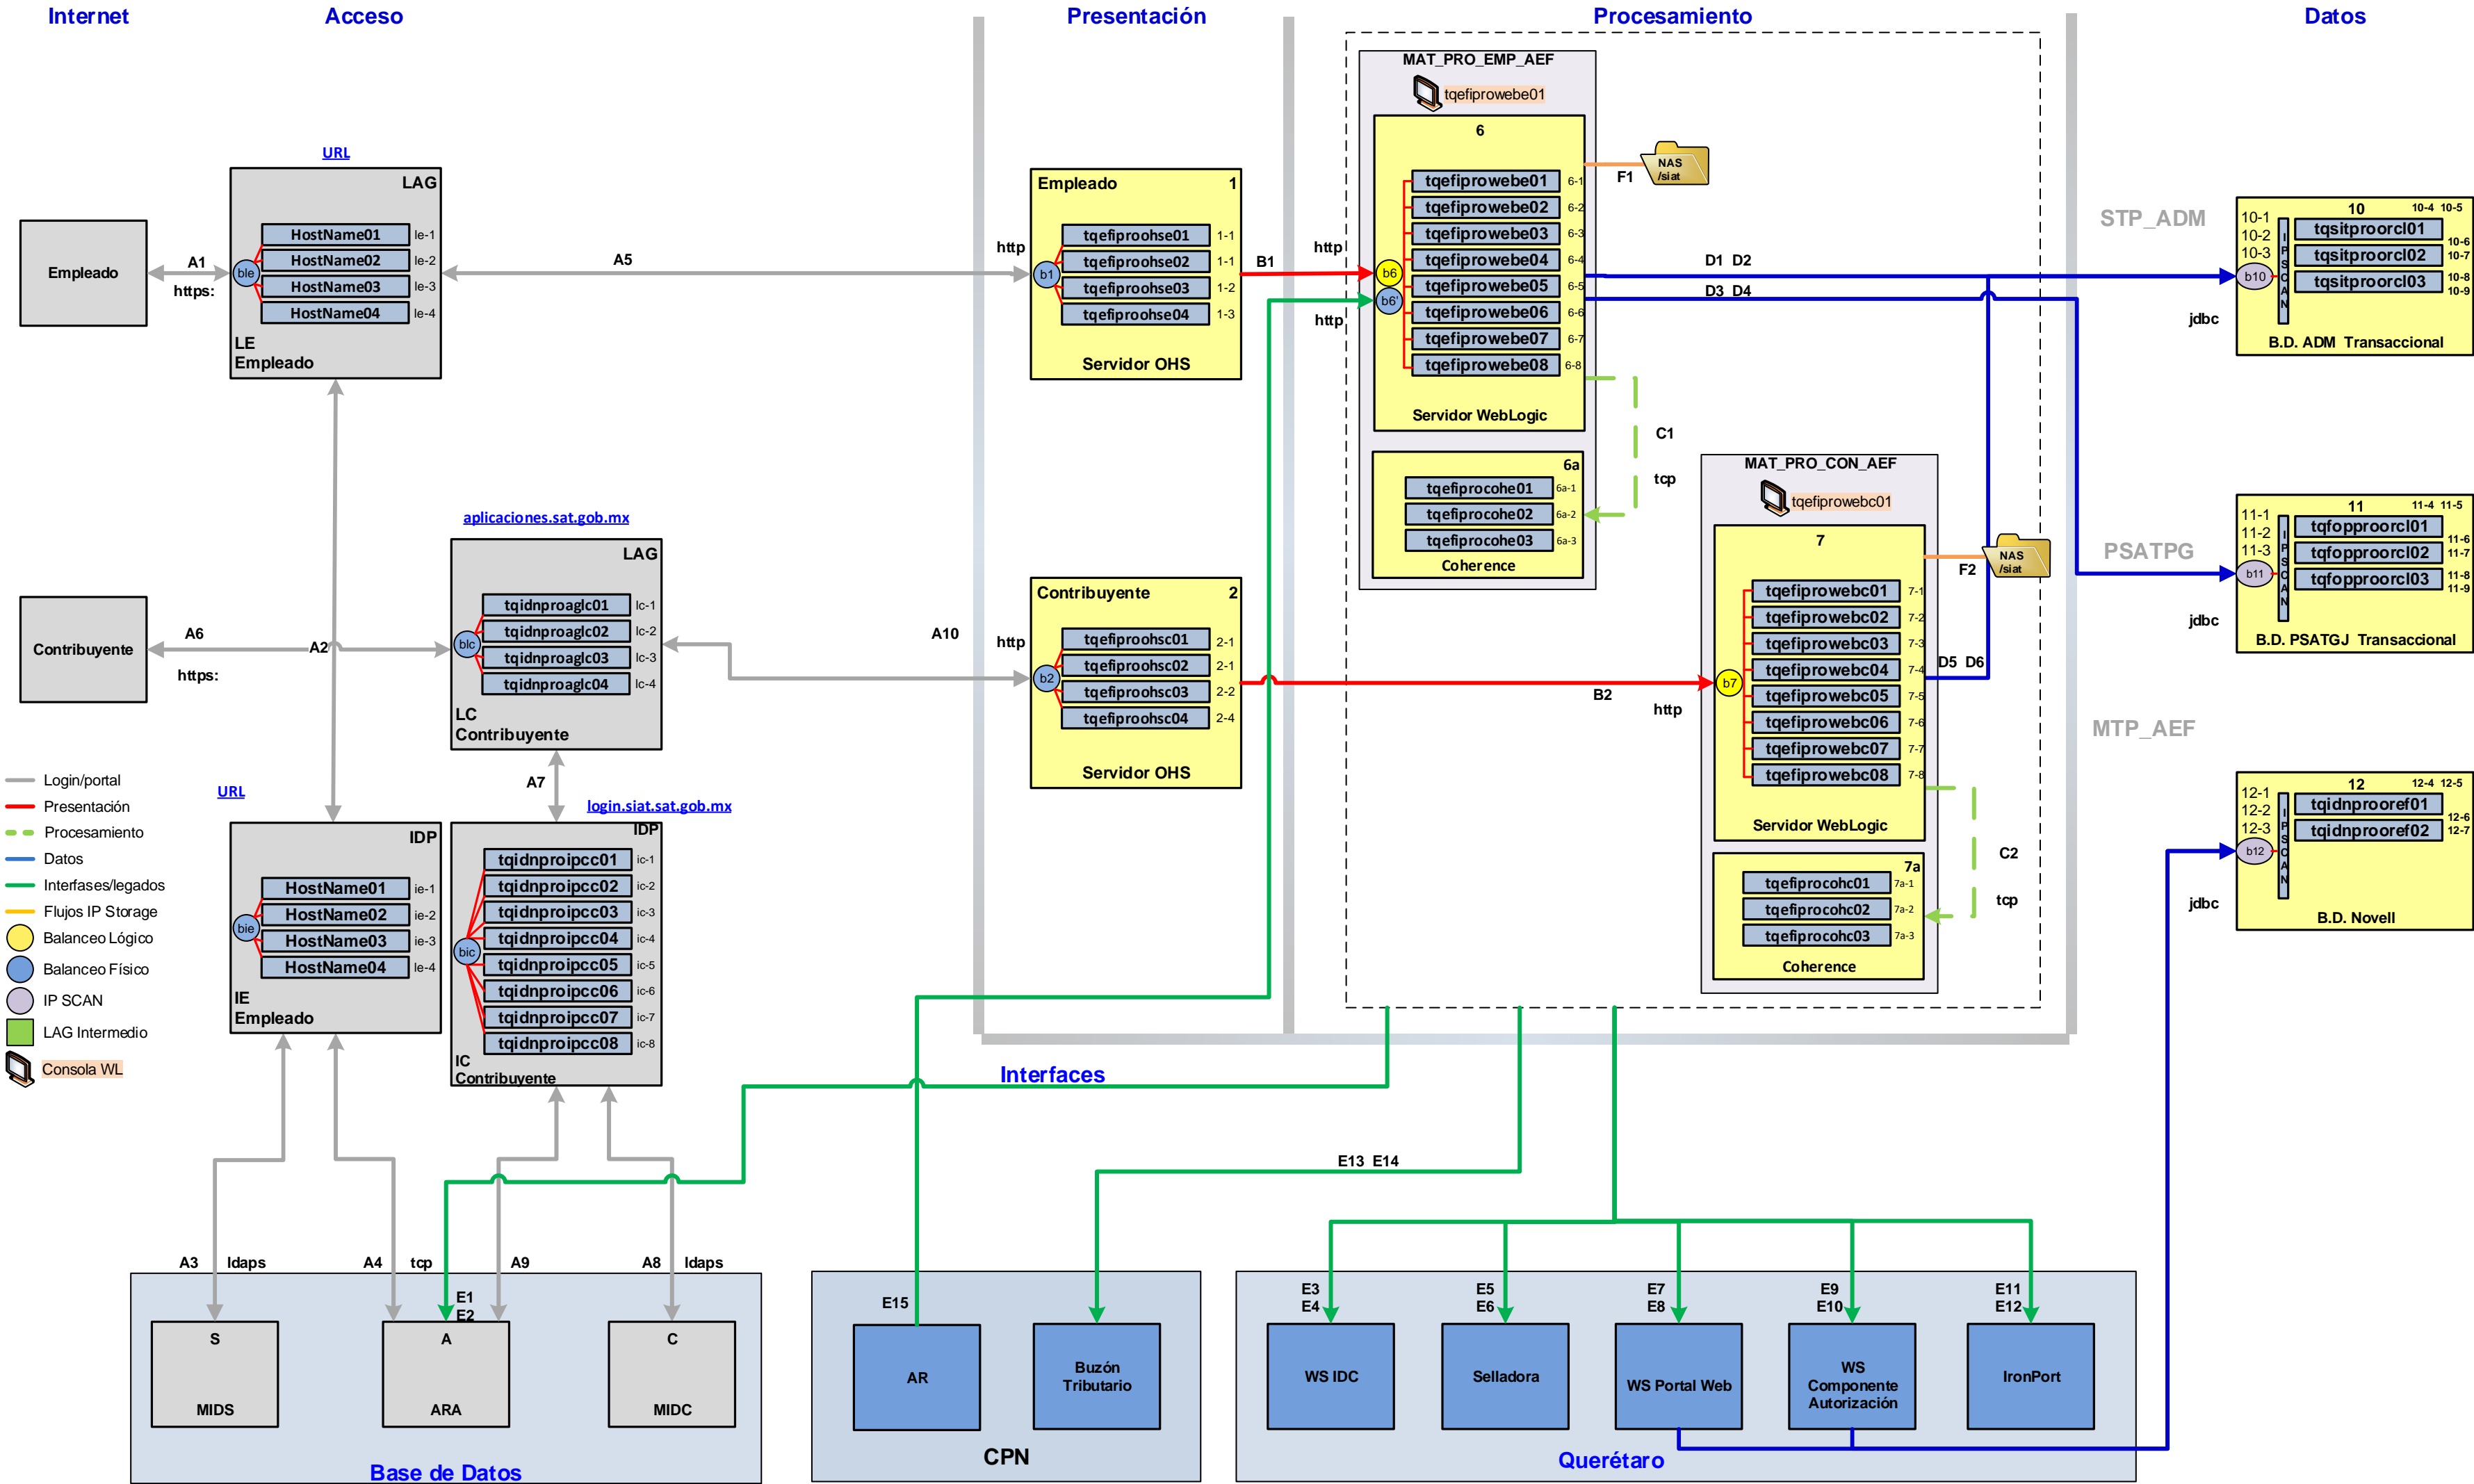 Internet
Acceso
Presentación
Procesamiento
Datos
URL
LAG
HostName01 le-1
HostName02 le-2
HostName03 le-3
HostName04 le-4
ble
LE
Empleado
Empleado
A1
https:
A5
http
Empleado 1
tqefiproohse01 1-1
tqefiproohse02 1-1
tqefiproohse03 1-2
tqefiproohse04 1-3
b1
Servidor OHS
B1
http
http
MAT_PRO_EMP_AEF
tqefiprowebe01
6
tqefiprowebe01 6-1
tqefiprowebe02 6-2
tqefiprowebe03 6-3
tqefiprowebe04 6-4
tqefiprowebe05 6-5
tqefiprowebe06 6-6
tqefiprowebe07 6-7
tqefiprowebe08 6-8
b6
b6'
Servidor WebLogic
F1
NAS
/siat
C1
tcp
6a
tqefiprocohe01 6a-1
tqefiprocohe02 6a-2
tqefiprocohe03 6a-3
Coherence
D1 D2
D3 D4
STP_ADM
jdbc
10 10-4 10-5
10-1
10-2
10-3
b10
IPSCAN
tqsitproorcl01
tqsitproorcl02
tqsitproorcl03
10-6
10-7
10-8
10-9
B.D. ADM Transaccional
aplicaciones.sat.gob.mx
LAG
tqidnproaglc01 lc-1
tqidnproaglc02 lc-2
tqidnproaglc03 lc-3
tqidnproaglc04 lc-4
blc
LC
Contribuyente
Contribuyente
A6
https:
A2
A10
http
Contribuyente 2
tqefiproohsc01 2-1
tqefiproohsc02 2-1
tqefiproohsc03 2-2
tqefiproohsc04 2-4
b2
Servidor OHS
B2
http
MAT_PRO_CON_AEF
tqefiprowebc01
7
tqefiprowebc01 7-1
tqefiprowebc02 7-2
tqefiprowebc03 7-3
tqefiprowebc04 7-4
tqefiprowebc05 7-5
tqefiprowebc06 7-6
tqefiprowebc07 7-7
tqefiprowebc08 7-8
b7
Servidor WebLogic
F2
NAS
/siat
D5 D6
C2
tcp
7a
tqefiprocohc01 7a-1
tqefiprocohc02 7a-2
tqefiprocohc03 7a-3
Coherence
PSATPG
jdbc
11 11-4 11-5
11-1
11-2
11-3
b11
IPSCAN
tqfopproorcl01
tqfopproorcl02
tqfopproorcl03
11-6
11-7
11-8
11-9
B.D. PSATGJ Transaccional
MTP_AEF
jdbc
12 12-4 12-5
12-1
12-2
12-3
b12
IPSCAN
tqidnprooref01
tqidnprooref02
12-6
12-7
B.D. Novell
Login/portal
Presentación
Procesamiento
Datos
Interfases/legados
Flujos IP Storage
Balanceo Lógico
Balanceo Físico
IP SCAN
LAG Intermedio
Consola WL
URL
IDP
HostName01 ie-1
HostName02 ie-2
HostName03 ie-3
HostName04 le-4
bie
IE
Empleado
A7
login.siat.sat.gob.mx
IDP
tqidnproipcc01 ic-1
tqidnproipcc02 ic-2
tqidnproipcc03 ic-3
tqidnproipcc04 ic-4
tqidnproipcc05 ic-5
tqidnproipcc06 ic-6
tqidnproipcc07 ic-7
tqidnproipcc08 ic-8
bic
IC
Contribuyente
Interfaces
E13 E14
A3 ldaps
A4 tcp
A9
A8 ldaps
E1
E2
S
MIDS
A
ARA
C
MIDC
Base de Datos
E15
AR
Buzón
Tributario
CPN
E3
E4
WS IDC
E5
E6
Selladora
E7
E8
WS Portal Web
E9
E10
WS
Componente
Autorización
E11
E12
IronPort
Querétaro